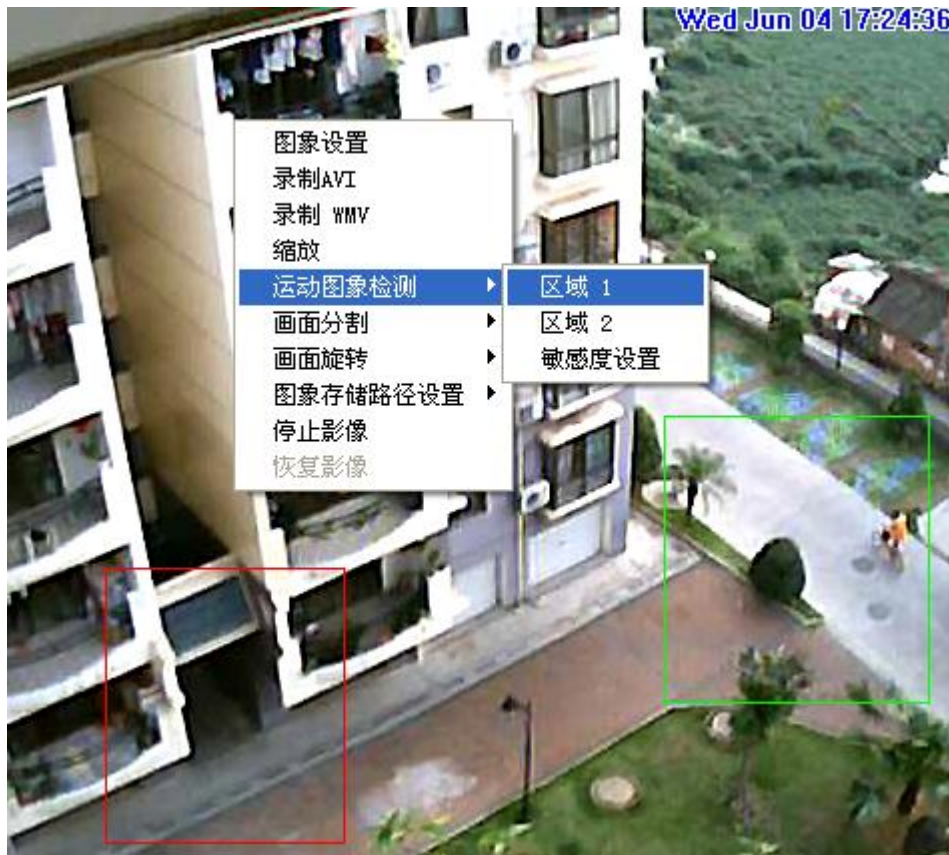 Wed Jun 04 17:24:36
图象设置
录制AVI
录制 WMV
缩放
运动图象检测
区域 1
画面分割
区域 2
画面旋转
敏感度设置
图象存储路径设置
停止影像
恢复影像